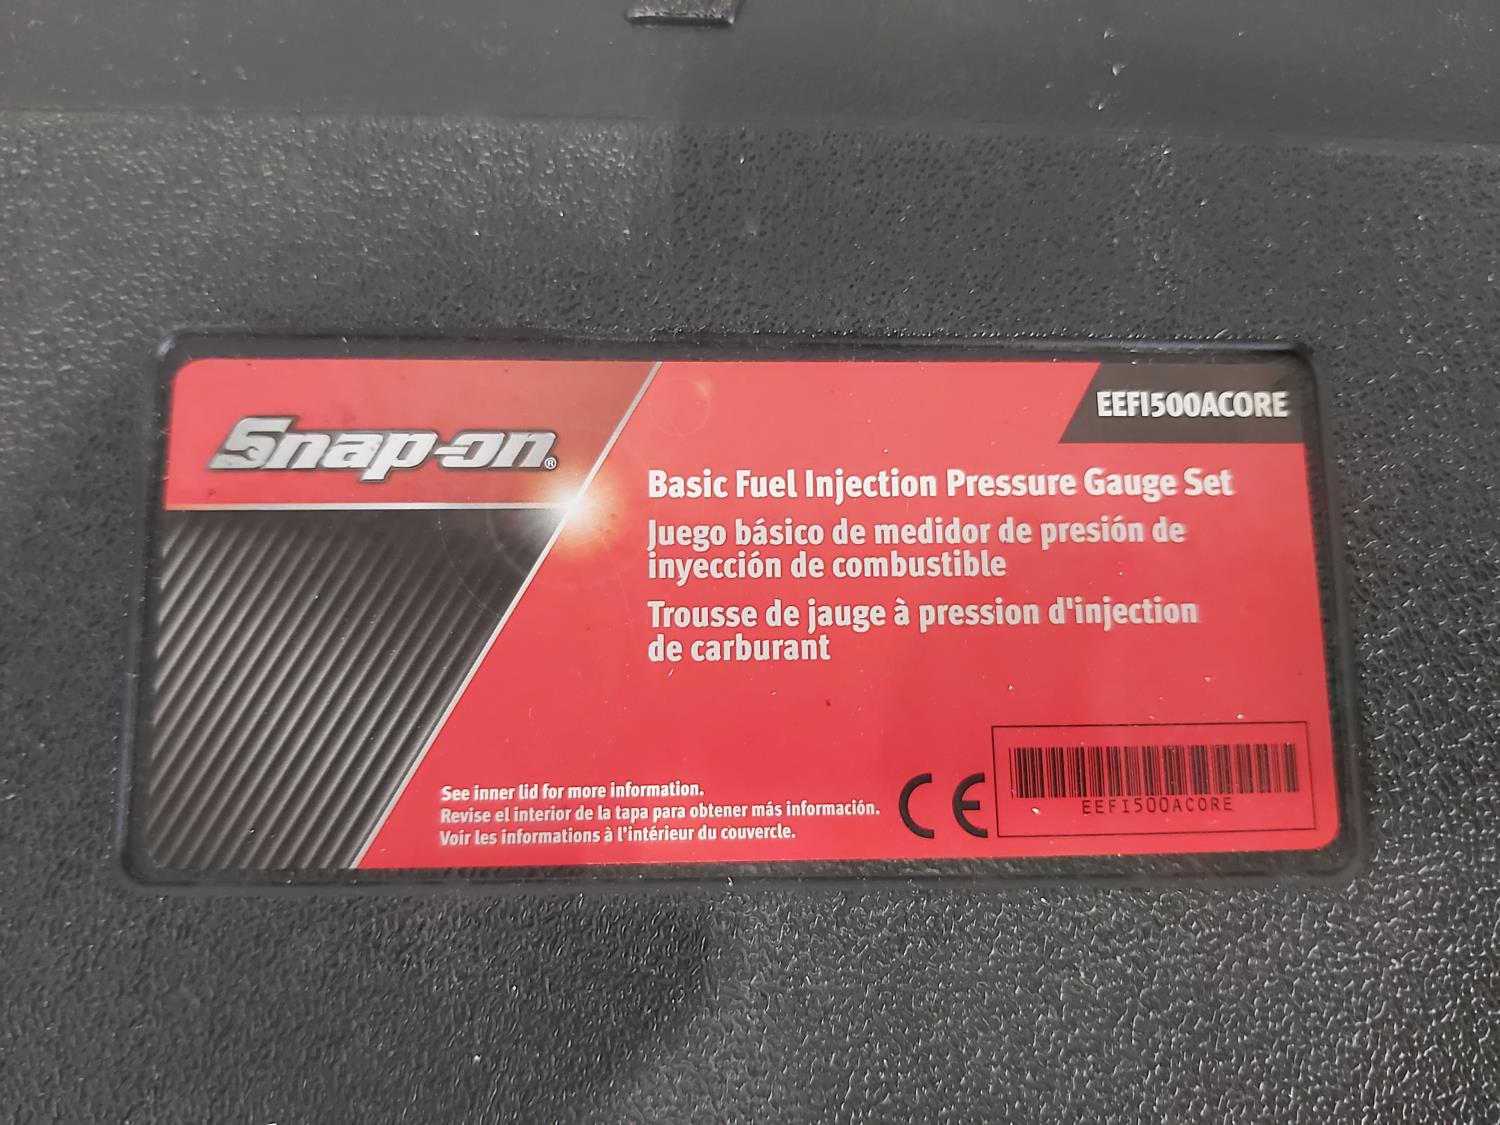 Snap-on®
EEFI500ACORE
Basic Fuel Injection Pressure Gauge Set
Juego básico de medidor de presión de
inyección de combustible
Trousse de jauge à pression d'injection
de carburant
See inner lid for more information.
Revise el interior de la tapa para obtener más información.
Voir les informations à l'intérieur du couvercle.
CE
EEFI500ACORE